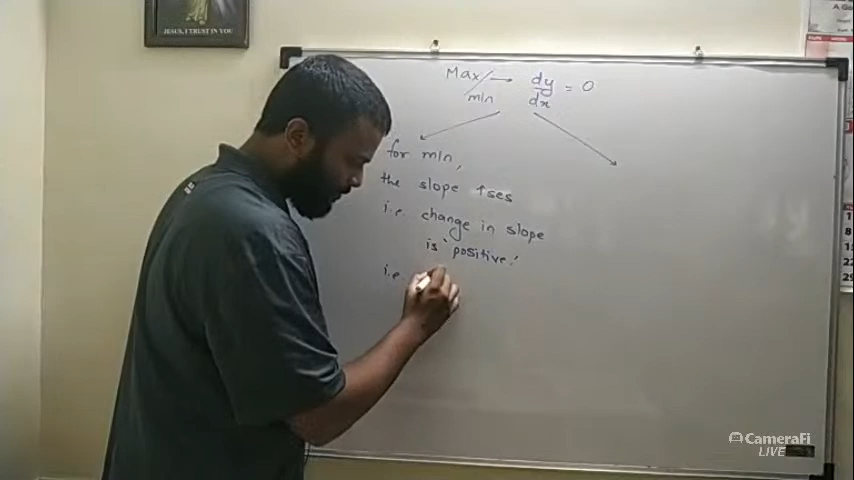 JESUS, I TRUST IN YOU
Max/min → dy/dx = 0
for min,
the slope ↑ses
i.e. change in slope
is 'positive'
i.e.
CameraFi
LIVE